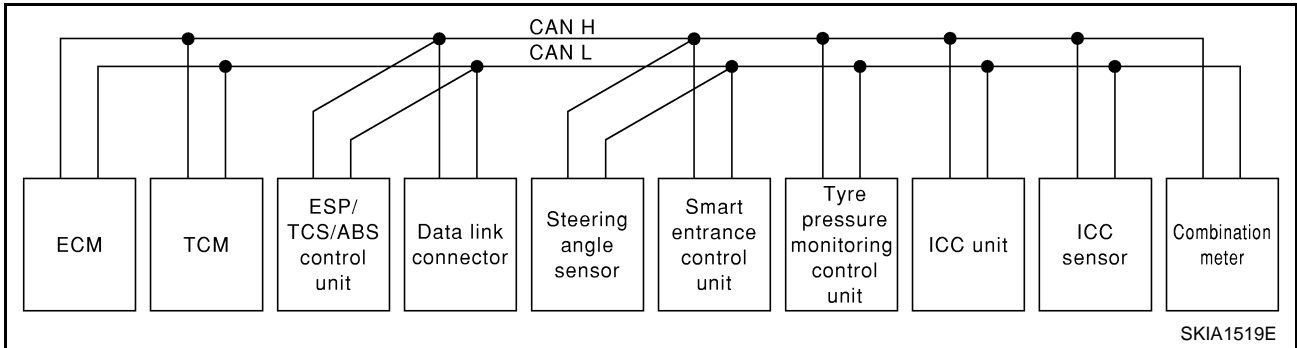 CAN H
CAN L
ECM
TCM
ESP/
TCS/ABS
control
unit
Data link
connector
Steering
angle
sensor
Smart
entrance
control
unit
Tyre
pressure
monitoring
control
unit
ICC unit
ICC
sensor
Combination
meter
SKIA1519E